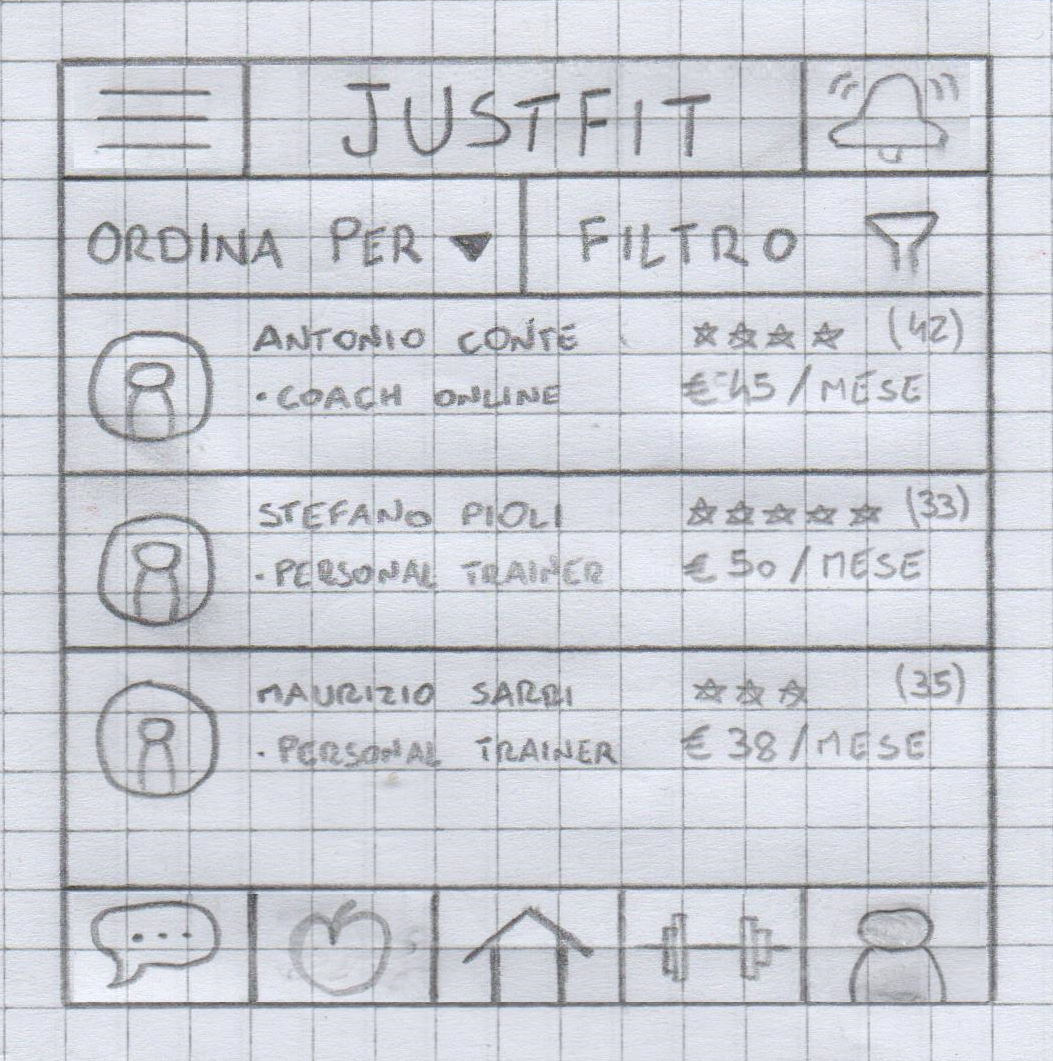 JUSTFIT
ORDINA PER FILTRO
ANTONIO CONTE (42)
• COACH ONLINE € 45 / MESE
STEFANO PIOLI (33)
• PERSONAL TRAINER € 50 / MESE
MAURIZIO SARRI (35)
• PERSONAL TRAINER € 38 / MESE